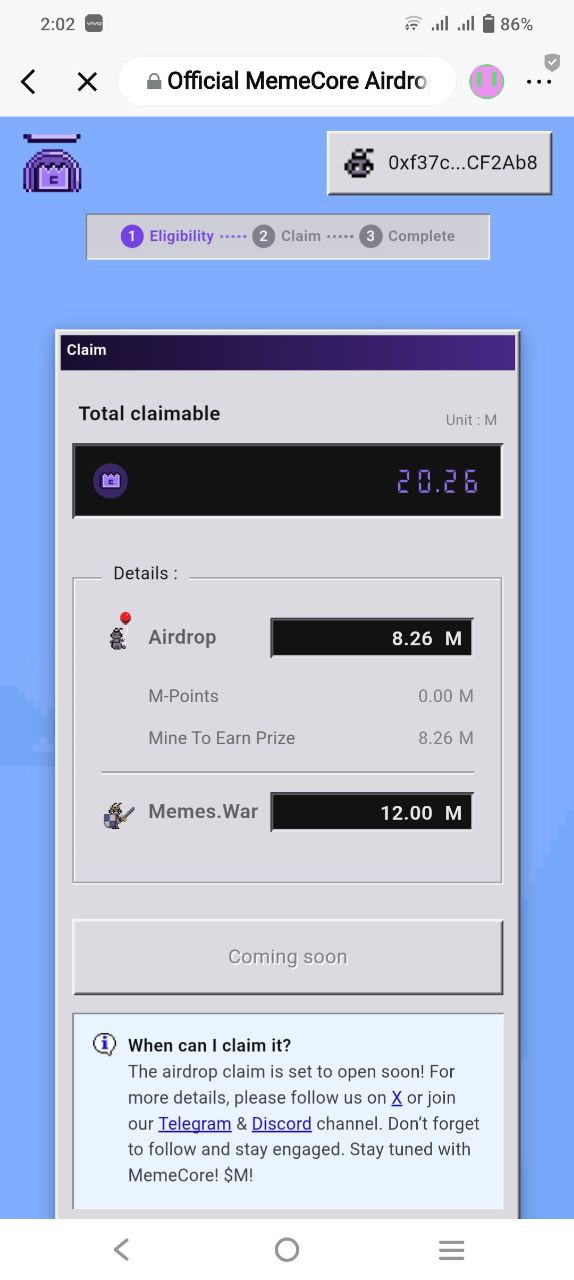 2:02 vivo 86%
Official MemeCore Airdro
0xf37c...CF2Ab8
1 Eligibility ····· 2 Claim ····· 3 Complete
Claim
Total claimable
Unit : M
20.26
Details :
Airdrop 8.26 M
M-Points 0.00 M
Mine To Earn Prize 8.26 M
Memes.War 12.00 M
Coming soon
When can I claim it?
The airdrop claim is set to open soon! For
more details, please follow us on X or join
our Telegram & Discord channel. Don’t forget
to follow and stay engaged. Stay tuned with
MemeCore! $M!